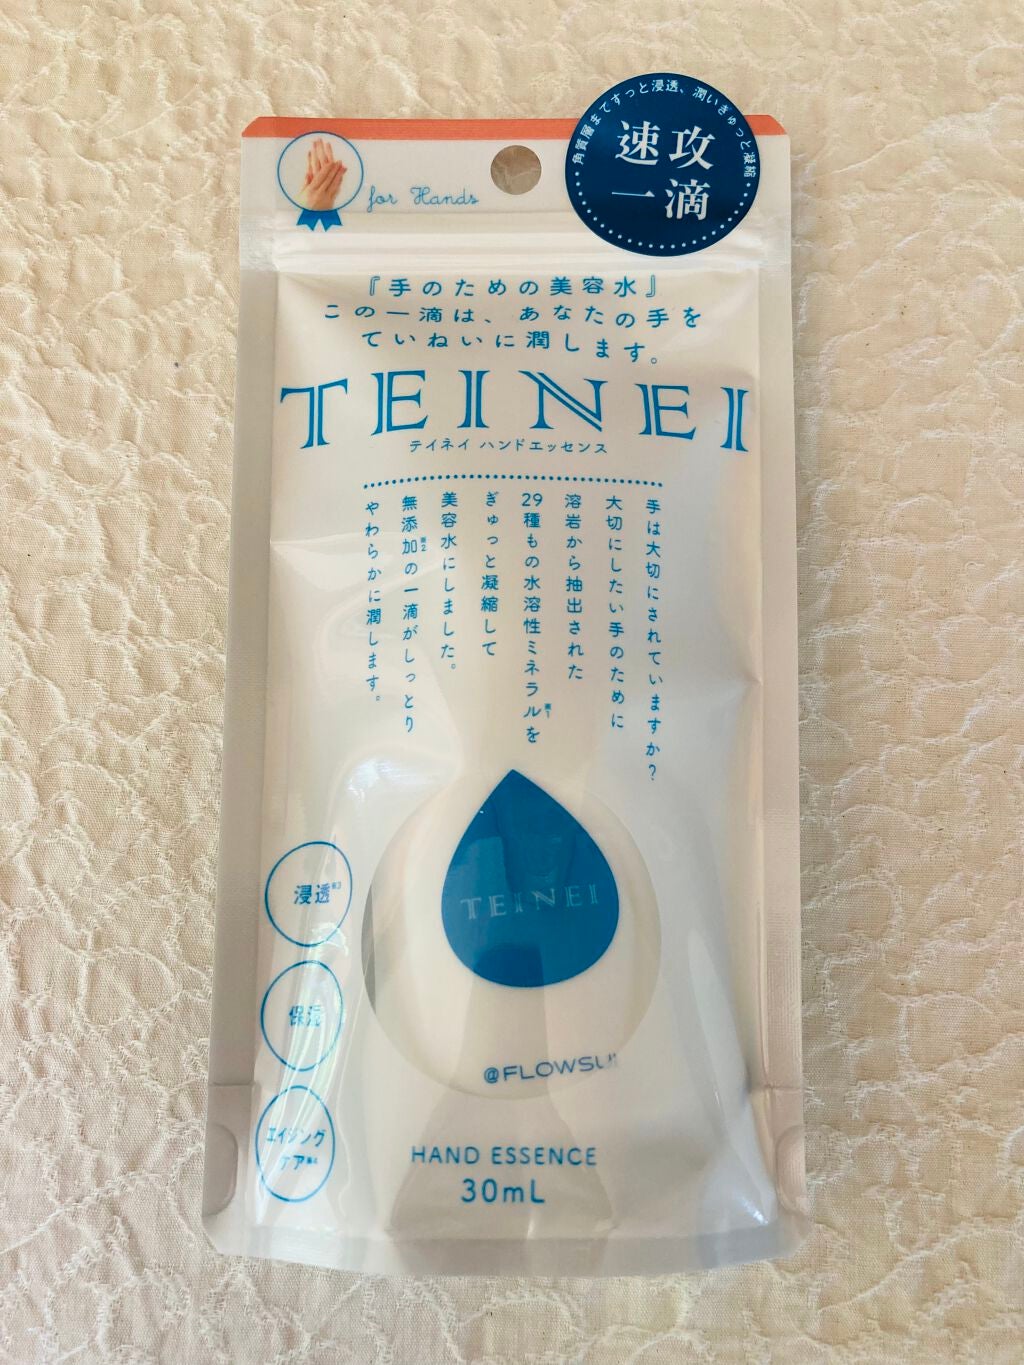 for Hands
角質層まですっと浸透、潤いぎゅっと凝縮
速攻
一滴
『手のための美容水』
この一滴は、あなたの手を
ていねいに潤します。
TEINEI
テイネイ ハンドエッセンス
手は大切にされていますか?
大切にしたい手のために
溶岩から抽出された
29種もの水溶性ミネラル※1を
ぎゅっと凝縮して
美容水にしました。
無添加※2の一滴がしっとり
やわらかに潤します。
TEINEI
浸透※3
保湿
エイジング
ケア※4
@FLOWSUI
HAND ESSENCE
30mL